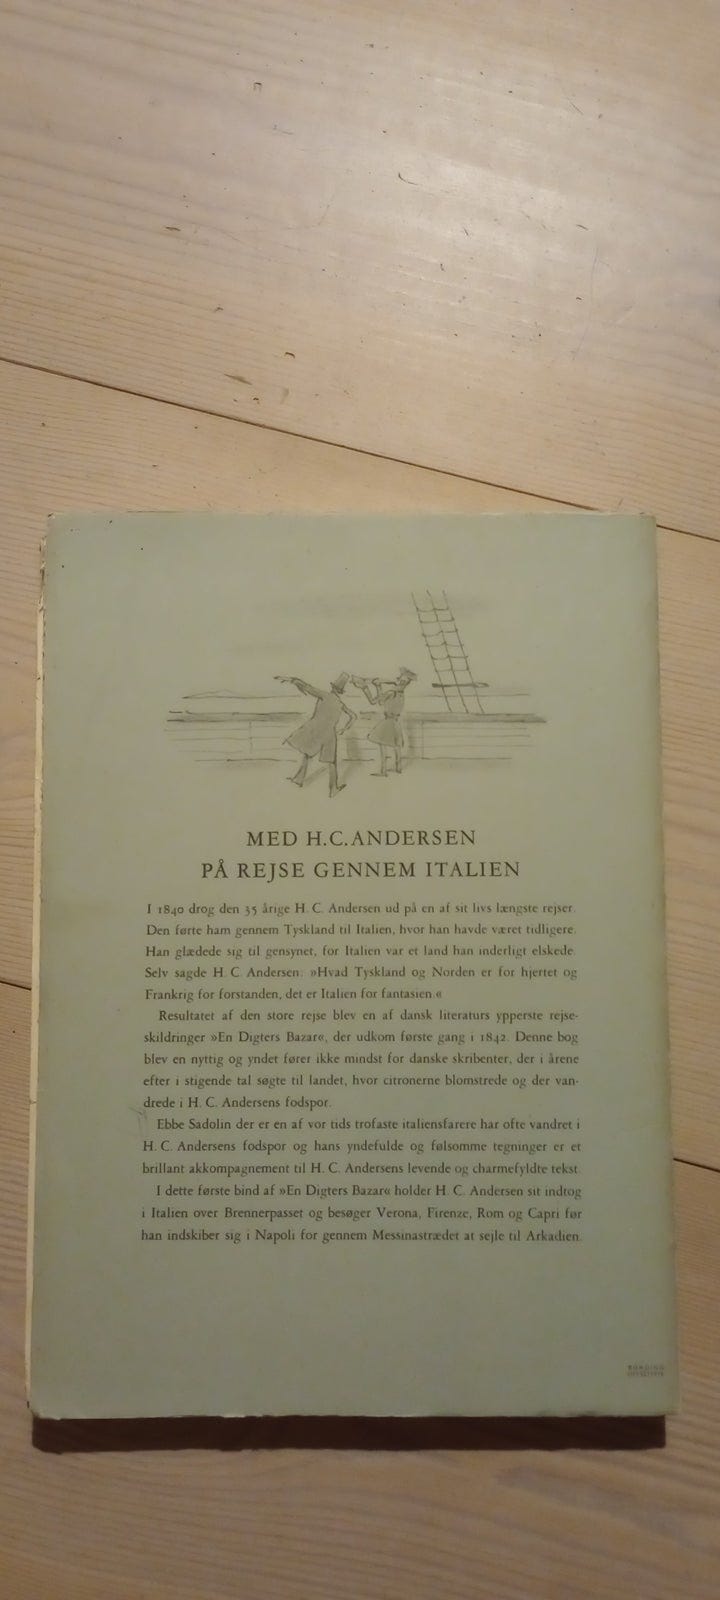 MED H.C. ANDERSEN
PÅ REJSE GENNEM ITALIEN
I 1840 drog den 35 årige H. C. Andersen ud på en af sit livs længste rejser.
Den førte ham gennem Tyskland til Italien, hvor han havde været tidligere.
Han glædede sig til gensynet, for Italien var et land han inderligt elskede.
Selv sagde H. C. Andersen: »Hvad Tyskland og Norden er for hjertet og
Frankrig for forstanden, det er Italien for fantasien.«
Resultatet af den store rejse blev en af dansk literaturs ypperste rejse-
skildringer »En Digters Bazar«, der udkom første gang i 1842. Denne bog
blev en nyttig og yndet fører ikke mindst for danske skribenter, der i årene
efter i stigende tal søgte til landet, hvor citronerne blomstrede og der van-
drede i H. C. Andersens fodspor.
Ebbe Sadolin der er en af vor tids trofaste italiensfarere har ofte vandret i
H. C. Andersens fodspor og hans yndefulde og følsomme tegninger er et
brillant akkompagnement til H. C. Andersens levende og charmefyldte tekst.
I dette første bind af »En Digters Bazar« holder H. C. Andersen sit indtog
i Italien over Brennerpasset og besøger Verona, Firenze, Rom og Capri før
han indskiber sig i Napoli for gennem Messinastrædet at sejle til Arkadien.